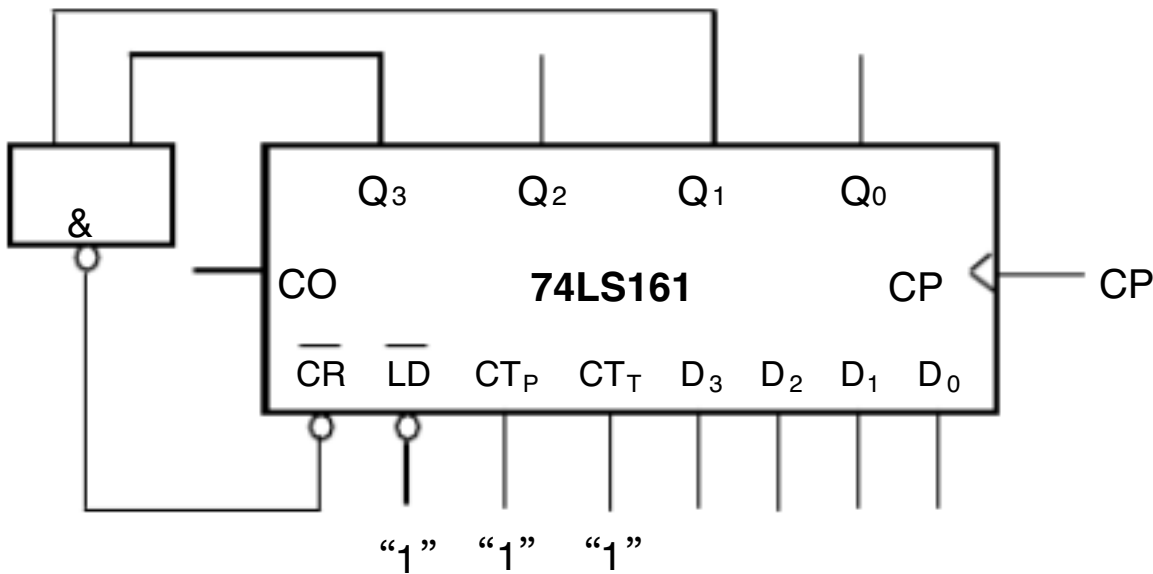 Q3 Q2 Q1 Q0
&
CO 74LS161 CP CP
CR LD CTP CTT D3 D2 D1 D0
“1” “1” “1”